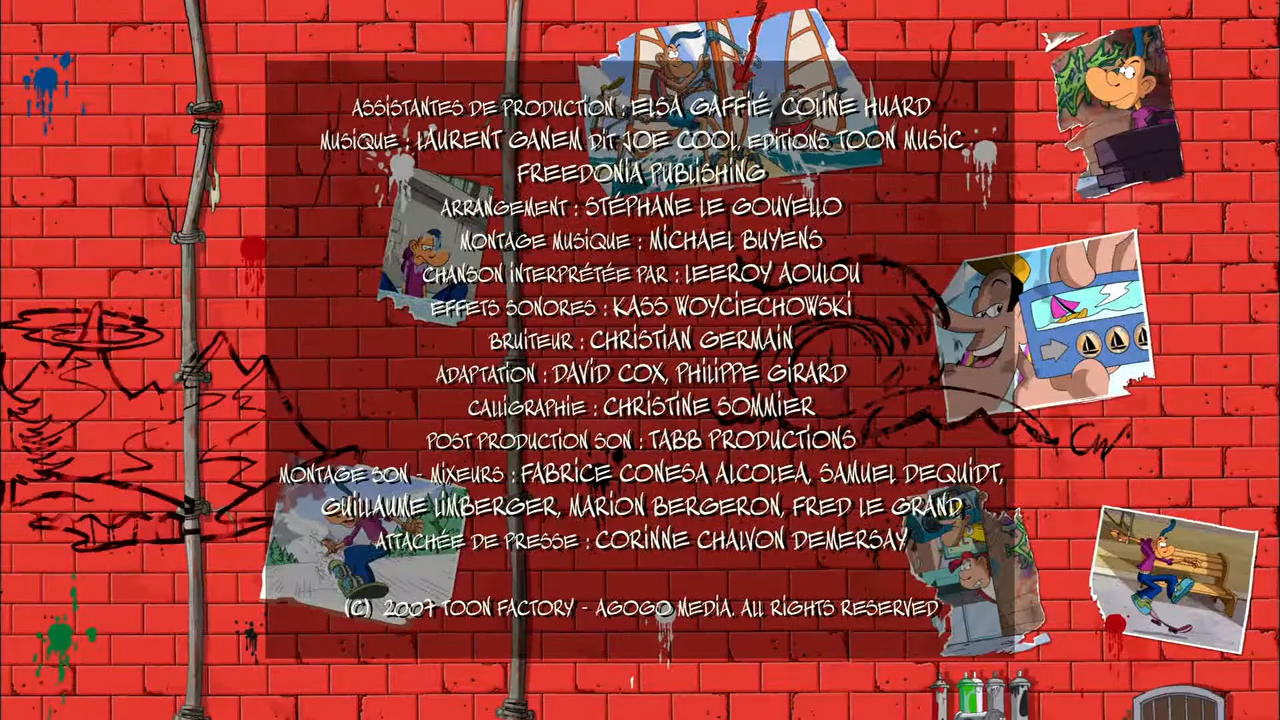 ASSISTANTES DE PRODUCTION : ELSA GAFFIÉ, COLINE HUARD
MUSIQUE : LAURENT GANEM DIT JOE COOL, EDITIONS TOON MUSIC
FREEDONIA PUBLISHING
ARRANGEMENT : STÉPHANE LE GOUVELLO
MONTAGE MUSIQUE : MICHAEL BUYENS
CHANSON INTERPRÉTÉE PAR : LEEROY AOULOU
EFFETS SONORES : KASS WOYCIECHOWSKI
BRUITEUR : CHRISTIAN GERMAIN
ADAPTATION : DAVID COX, PHILIPPE GIRARD
CALLIGRAPHIE : CHRISTINE SOMMIER
POST PRODUCTION SON : TABB PRODUCTIONS
CW
MONTAGE SON - MIXEURS : FABRICE CONESA ALCOLEA, SAMUEL DEQUIDT,
GUILLAUME LIMBERGER, MARION BERGERON, FRED LE GRAND
ATTACHÉE DE PRESSE : CORINNE CHALVON DEMERSAY
(C) 2007 TOON FACTORY - AGOGO MEDIA. ALL RIGHTS RESERVED